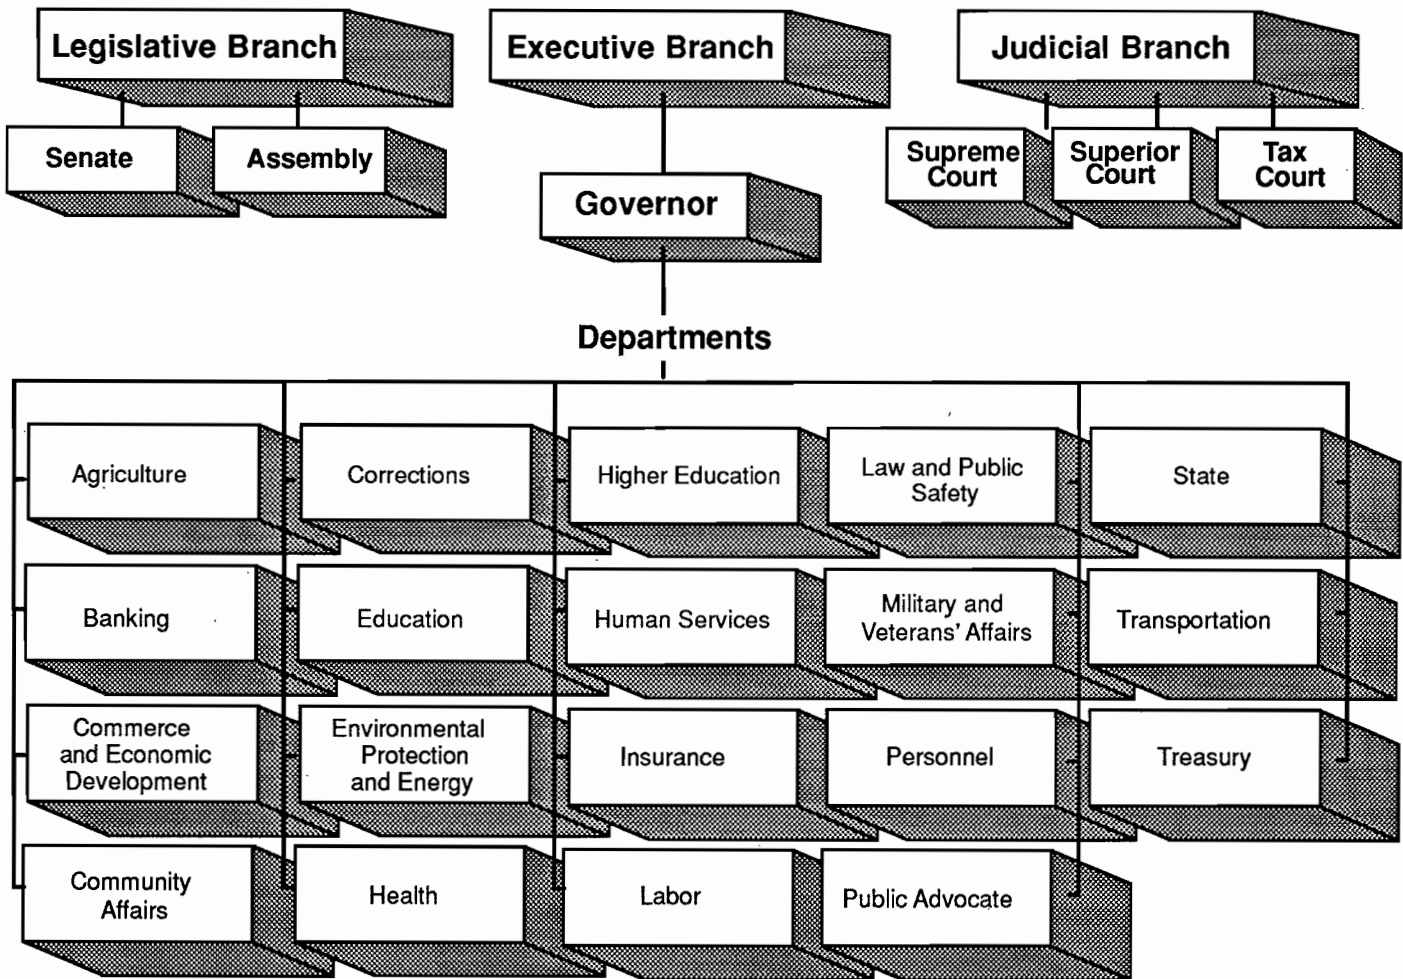 Legislative Branch
Executive Branch
Judicial Branch
Senate
Assembly
Supreme
Court
Superior
Court
Tax
Court
Governor
Departments
Agriculture
Corrections
Higher Education
Law and Public
Safety
State
Banking
Education
Human Services
Military and
Veterans' Affairs
Transportation
Commerce
and Economic
Development
Environmental
Protection
and Energy
Insurance
Personnel
Treasury
Community
Affairs
Health
Labor
Public Advocate